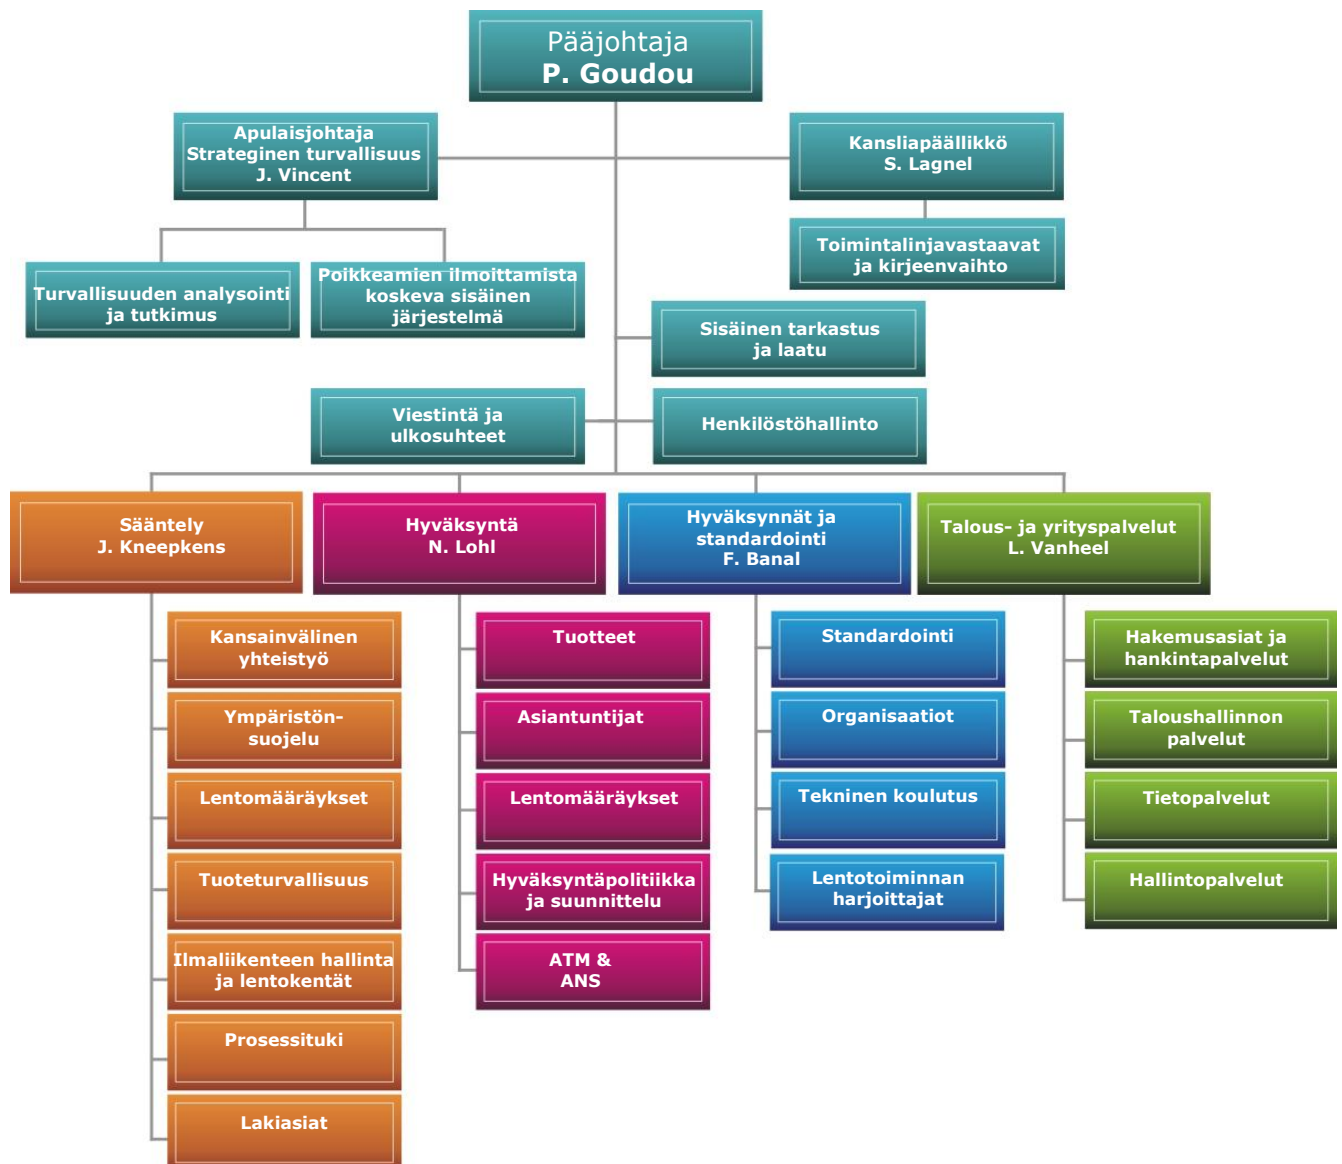 Pääjohtaja
P. Goudou
Apulaisjohtaja
Strateginen turvallisuus
J. Vincent
Kansliapäällikkö
S. Lagnel
Toimintalinjavastaavat
ja kirjeenvaihto
Turvallisuuden analysointi
ja tutkimus
Poikkeamien ilmoittamista
koskeva sisäinen
järjestelmä
Sisäinen tarkastus
ja laatu
Viestintä ja
ulkosuhteet
Henkilöstöhallinto
Sääntely
J. Kneepkens
Kansainvälinen
yhteistyö
Ympäristön-
suojelu
Lentomääräykset
Tuoteturvallisuus
Ilmaliikenteen hallinta
ja lentokentät
Prosessituki
Lakiasiat
Hyväksyntä
N. Lohl
Tuotteet
Asiantuntijat
Lentomääräykset
Hyväksyntäpolitiikka
ja suunnittelu
ATM &
ANS
Hyväksynnät ja
standardointi
F. Banal
Standardointi
Organisaatiot
Tekninen koulutus
Lentotoiminnan
harjoittajat
Talous- ja yrityspalvelut
L. Vanheel
Hakemusasiat ja
hankintapalvelut
Taloushallinnon
palvelut
Tietopalvelut
Hallintopalvelut